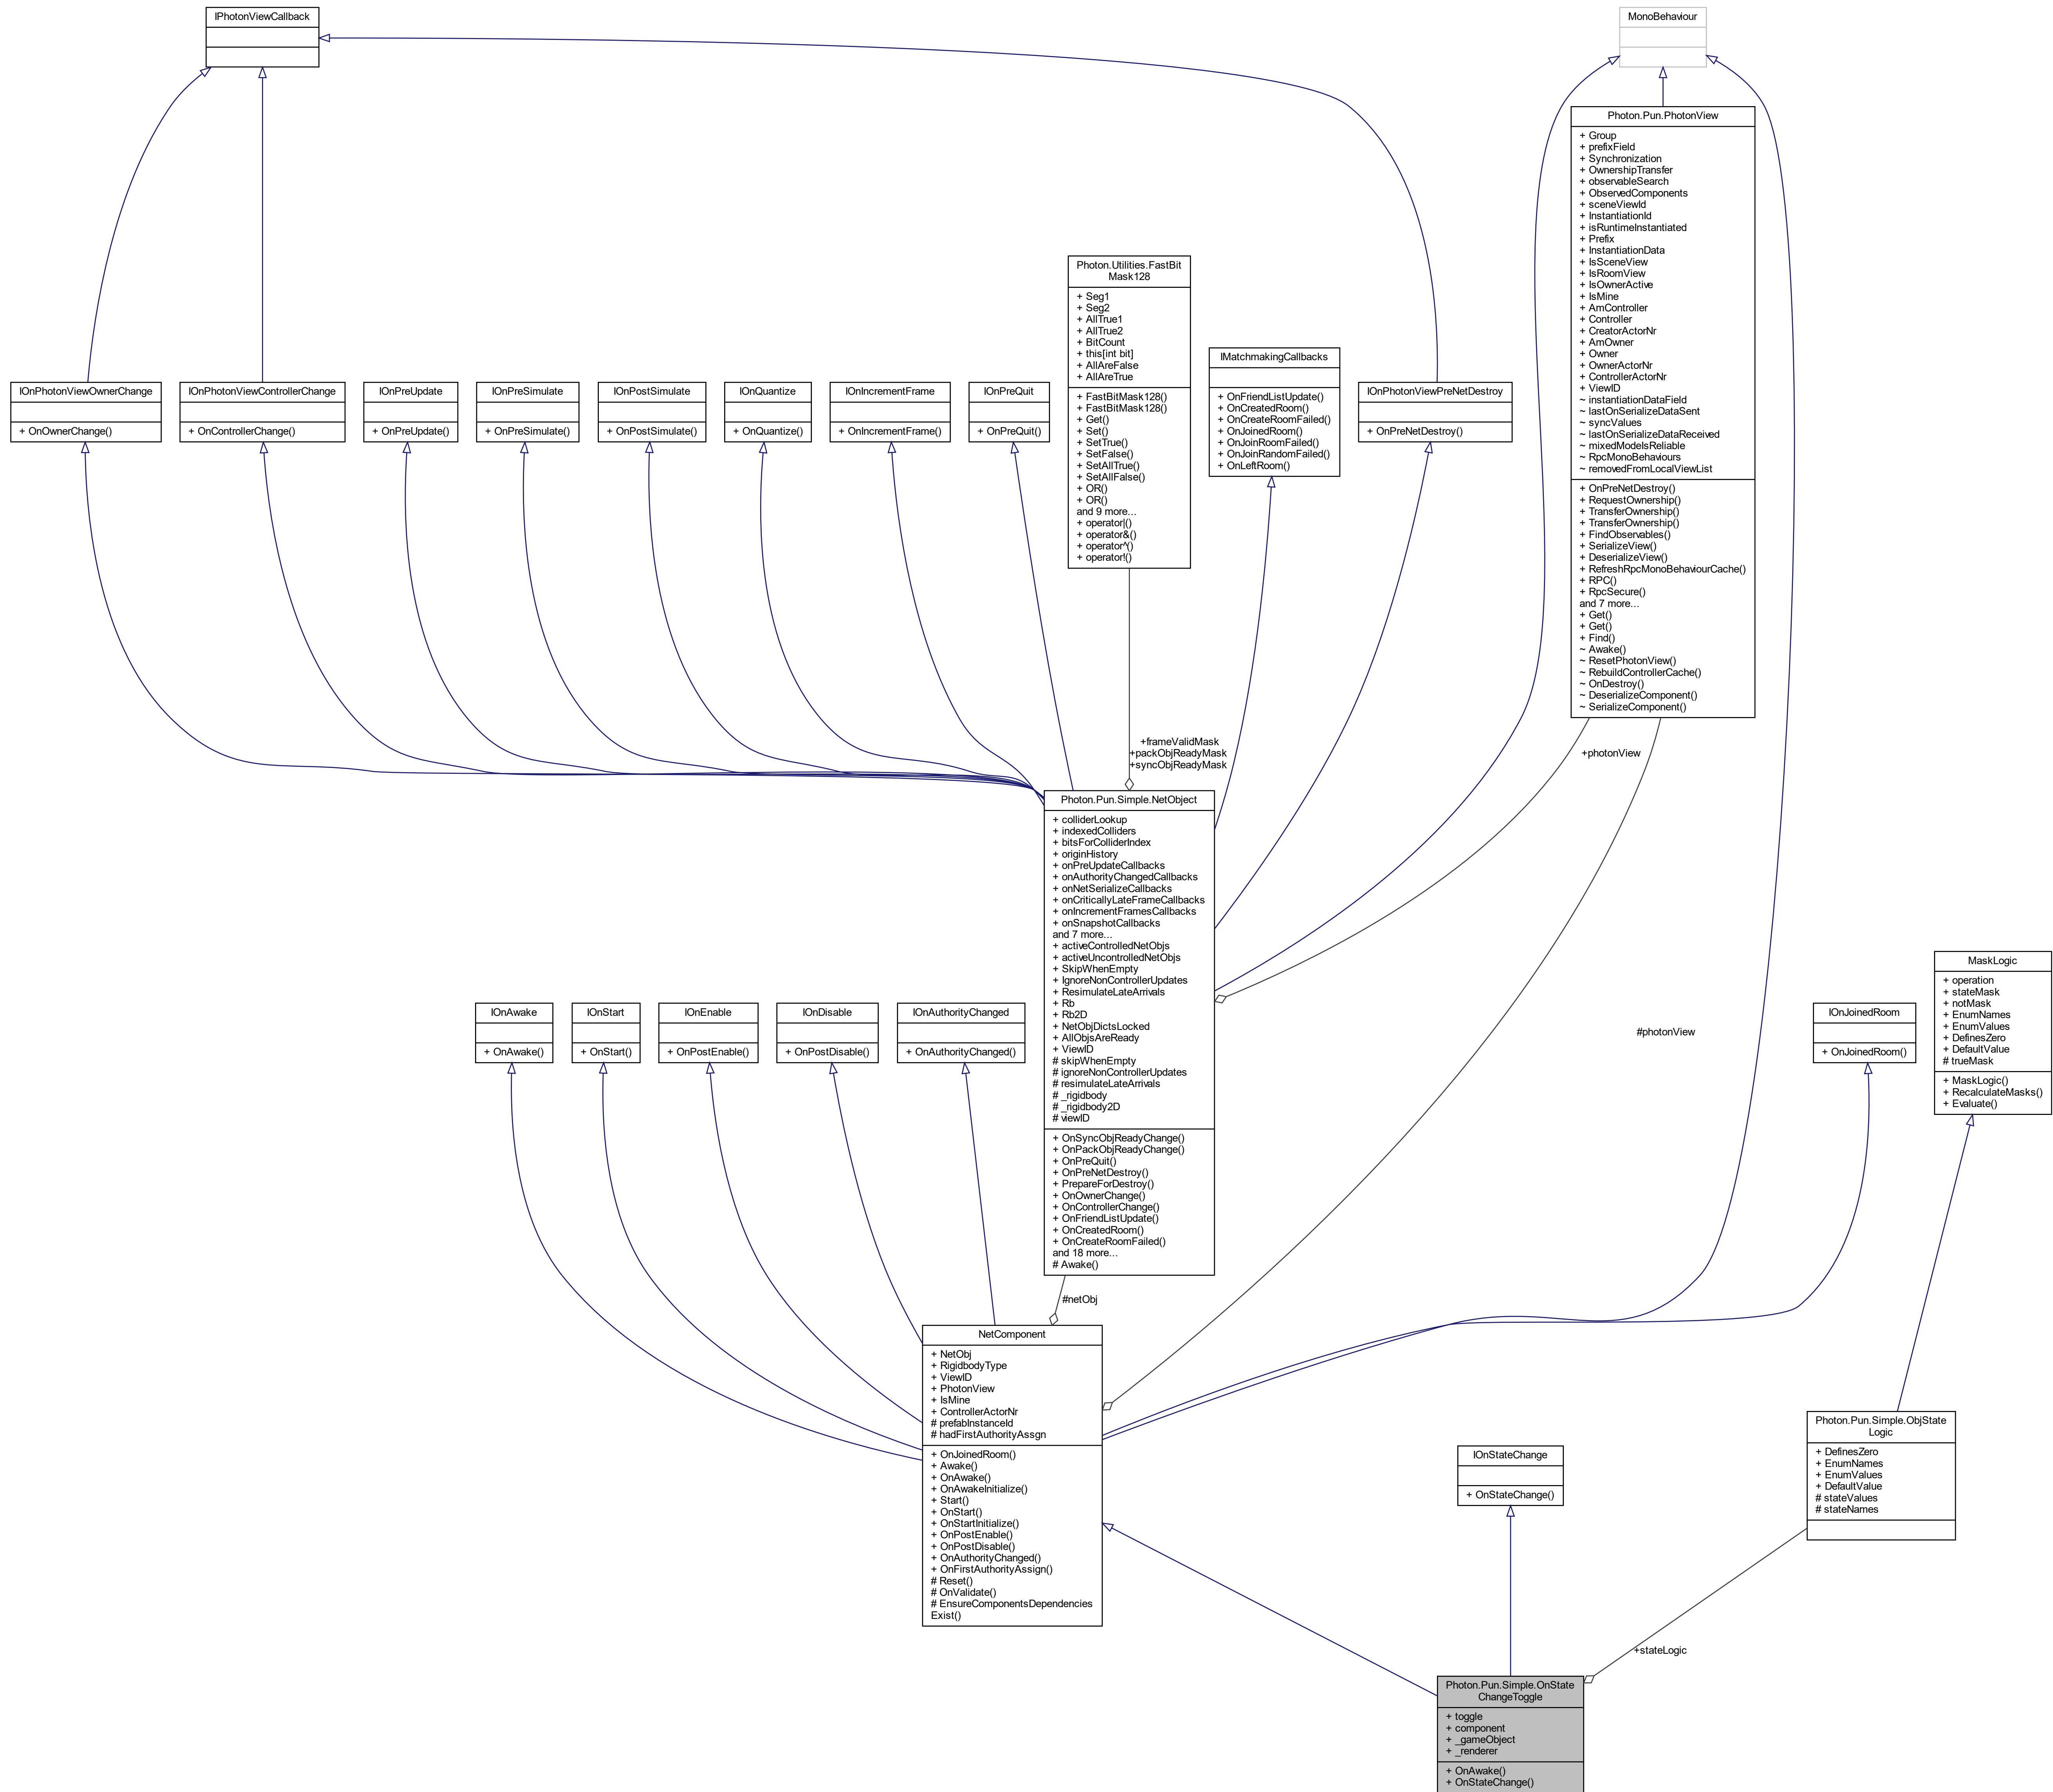 IPhotonViewCallback
MonoBehaviour
Photon.Pun.PhotonView
+ Group
+ prefixField
+ Synchronization
+ OwnershipTransfer
+ observableSearch
+ ObservedComponents
+ sceneViewId
+ InstantiationId
+ isRuntimeInstantiated
+ Prefix
+ InstantiationData
+ IsSceneView
+ IsRoomView
+ IsOwnerActive
+ IsMine
+ AmController
+ Controller
+ CreatorActorNr
+ AmOwner
+ Owner
+ OwnerActorNr
+ ControllerActorNr
+ ViewID
~ instantiationDataField
~ lastOnSerializeDataSent
~ syncValues
~ lastOnSerializeDataReceived
~ mixedModeIsReliable
~ RpcMonoBehaviours
~ removedFromLocalViewList
+ OnPreNetDestroy()
+ RequestOwnership()
+ TransferOwnership()
+ TransferOwnership()
+ FindObservables()
+ SerializeView()
+ DeserializeView()
+ RefreshRpcMonoBehaviourCache()
+ RPC()
+ RpcSecure()
and 7 more...
+ Get()
+ Get()
+ Find()
~ Awake()
~ ResetPhotonView()
~ RebuildControllerCache()
~ OnDestroy()
~ DeserializeComponent()
~ SerializeComponent()
Photon.Utilities.FastBit
Mask128
+ Seg1
+ Seg2
+ AllTrue1
+ AllTrue2
+ BitCount
+ this[int bit]
+ AllAreFalse
+ AllAreTrue
+ FastBitMask128()
+ FastBitMask128()
+ Get()
+ Set()
+ SetTrue()
+ SetFalse()
+ SetAllTrue()
+ SetAllFalse()
+ OR()
+ OR()
and 9 more...
+ operator|()
+ operator&()
+ operator^()
+ operator!()
IMatchmakingCallbacks
+ OnFriendListUpdate()
+ OnCreatedRoom()
+ OnCreateRoomFailed()
+ OnJoinedRoom()
+ OnJoinRoomFailed()
+ OnJoinRandomFailed()
+ OnLeftRoom()
IOnPhotonViewOwnerChange
+ OnOwnerChange()
IOnPhotonViewControllerChange
+ OnControllerChange()
IOnPreUpdate
+ OnPreUpdate()
IOnPreSimulate
+ OnPreSimulate()
IOnPostSimulate
+ OnPostSimulate()
IOnQuantize
+ OnQuantize()
IOnIncrementFrame
+ OnIncrementFrame()
IOnPreQuit
+ OnPreQuit()
IOnPhotonViewPreNetDestroy
+ OnPreNetDestroy()
+frameValidMask
+packObjReadyMask
+syncObjReadyMask
+photonView
Photon.Pun.Simple.NetObject
+ colliderLookup
+ indexedColliders
+ bitsForColliderIndex
+ originHistory
+ onPreUpdateCallbacks
+ onAuthorityChangedCallbacks
+ onNetSerializeCallbacks
+ onCriticallyLateFrameCallbacks
+ onIncrementFramesCallbacks
+ onSnapshotCallbacks
and 7 more...
+ activeControlledNetObjs
+ activeUncontrolledNetObjs
+ SkipWhenEmpty
+ IgnoreNonControllerUpdates
+ ResimulateLateArrivals
+ Rb
+ Rb2D
+ NetObjDictsLocked
+ AllObjsAreReady
+ ViewID
# skipWhenEmpty
# ignoreNonControllerUpdates
# resimulateLateArrivals
# _rigidbody
# _rigidbody2D
# viewID
+ OnSyncObjReadyChange()
+ OnPackObjReadyChange()
+ OnPreQuit()
+ OnPreNetDestroy()
+ PrepareForDestroy()
+ OnOwnerChange()
+ OnControllerChange()
+ OnFriendListUpdate()
+ OnCreatedRoom()
+ OnCreateRoomFailed()
and 18 more...
# Awake()
#photonView
MaskLogic
+ operation
+ stateMask
+ notMask
+ EnumNames
+ EnumValues
+ DefinesZero
+ DefaultValue
# trueMask
+ MaskLogic()
+ RecalculateMasks()
+ Evaluate()
IOnAwake
+ OnAwake()
IOnStart
+ OnStart()
IOnEnable
+ OnPostEnable()
IOnDisable
+ OnPostDisable()
IOnAuthorityChanged
+ OnAuthorityChanged()
IOnJoinedRoom
+ OnJoinedRoom()
#netObj
NetComponent
+ NetObj
+ RigidbodyType
+ ViewID
+ PhotonView
+ IsMine
+ ControllerActorNr
# prefabInstanceId
# hadFirstAuthorityAssgn
+ OnJoinedRoom()
+ Awake()
+ OnAwake()
+ OnAwakeInitialize()
+ Start()
+ OnStart()
+ OnStartInitialize()
+ OnPostEnable()
+ OnPostDisable()
+ OnAuthorityChanged()
+ OnFirstAuthorityAssign()
# Reset()
# OnValidate()
# EnsureComponentsDependencies
Exist()
IOnStateChange
+ OnStateChange()
Photon.Pun.Simple.ObjState
Logic
+ DefinesZero
+ EnumNames
+ EnumValues
+ DefaultValue
# stateValues
# stateNames
+stateLogic
Photon.Pun.Simple.OnState
ChangeToggle
+ toggle
+ component
+ _gameObject
+ _renderer
+ OnAwake()
+ OnStateChange()